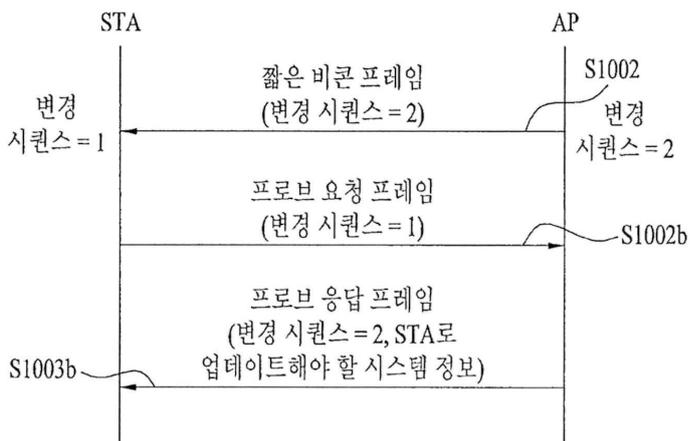 STA
AP
짧은 비콘 프레임
(변경 시퀀스 = 2)
S1002
변경
시퀀스 = 1
변경
시퀀스 = 2
프로브 요청 프레임
(변경 시퀀스 = 1)
S1002b
프로브 응답 프레임
(변경 시퀀스 = 2, STA로
업데이트해야 할 시스템 정보)
S1003b